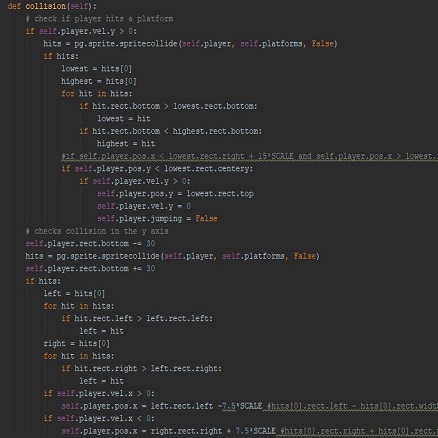 def collision(self):
# check if player hits a platform
if self.player.vel.y > 0:
hits = pg.sprite.spritecollide(self.player, self.platforms, False)
if hits:
lowest = hits[0]
highest = hits[0]
for hit in hits:
if hit.rect.bottom > lowest.rect.bottom:
lowest = hit
if hit.rect.bottom < highest.rect.bottom:
highest = hit
#if self.player.pos.x < lowest.rect.right + 15*SCALE and self.player.pos.x > lowest.
if self.player.pos.y < lowest.rect.centery:
if self.player.vel.y > 0:
self.player.pos.y = lowest.rect.top
self.player.vel.y = 0
self.player.jumping = False
# checks collision in the y axis
self.player.rect.bottom -= 30
hits = pg.sprite.spritecollide(self.player, self.platforms, False)
self.player.rect.bottom += 30
if hits:
left = hits[0]
for hit in hits:
if hit.rect.left > left.rect.left:
left = hit
right = hits[0]
for hit in hits:
if hit.rect.right > left.rect.right:
left = hit
if self.player.vel.x > 0:
self.player.pos.x = left.rect.left -7.5*SCALE #hits[0].rect.left - hits[0].rect.width
if self.player.vel.x < 0:
self.player.pos.x = right.rect.right + 7.5*SCALE #hits[0].rect.right + hits[0].rect.